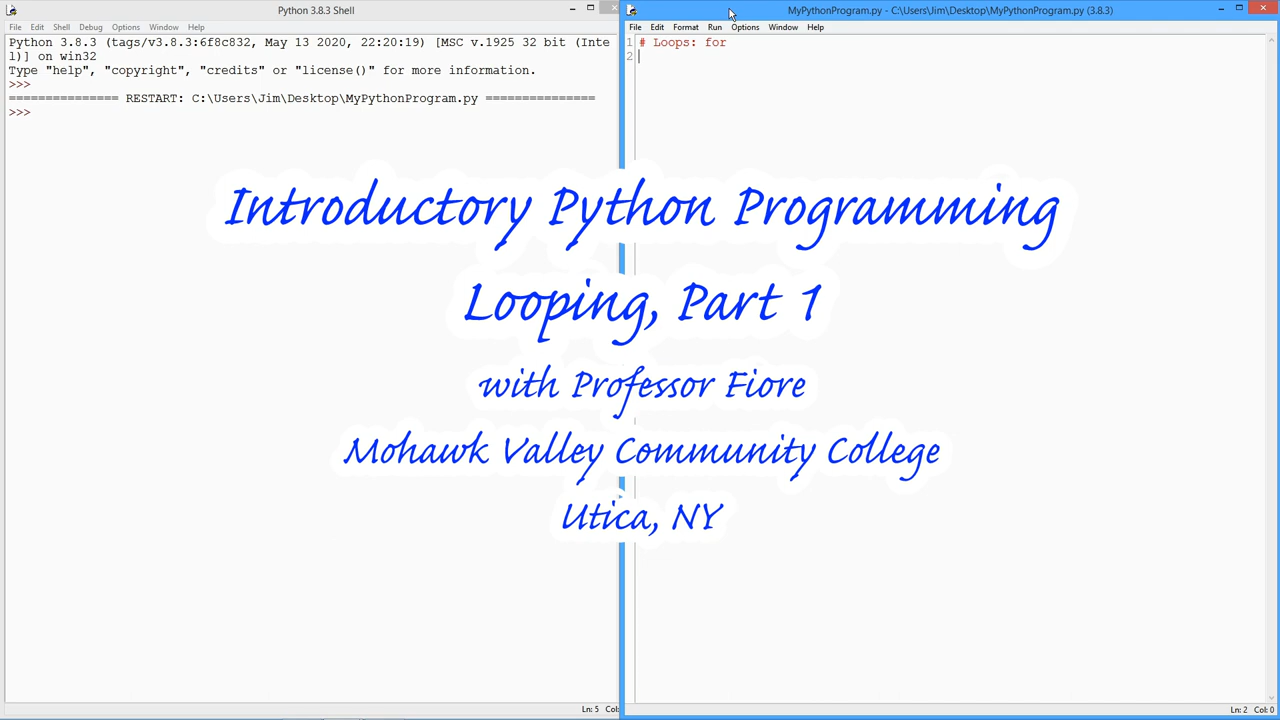 Python 3.8.3 Shell
File Edit Shell Debug Options Window Help
Python 3.8.3 (tags/v3.8.3:6f8c832, May 13 2020, 22:20:19) [MSC v.1925 32 bit (Inte
l)] on win32
Type "help", "copyright", "credits" or "license()" for more information.
>>>
=============== RESTART: C:\Users\Jim\Desktop\MyPythonProgram.py ===============
>>>
Ln: 5 Col:
MyPythonProgram.py - C:\Users\Jim\Desktop\MyPythonProgram.py (3.8.3)
File Edit Format Run Options Window Help
1 # Loops: for
2
Ln: 2 Col: 0
Introductory Python Programming
Looping, Part 1
with Professor Fiore
Mohawk Valley Community College
Utica, NY